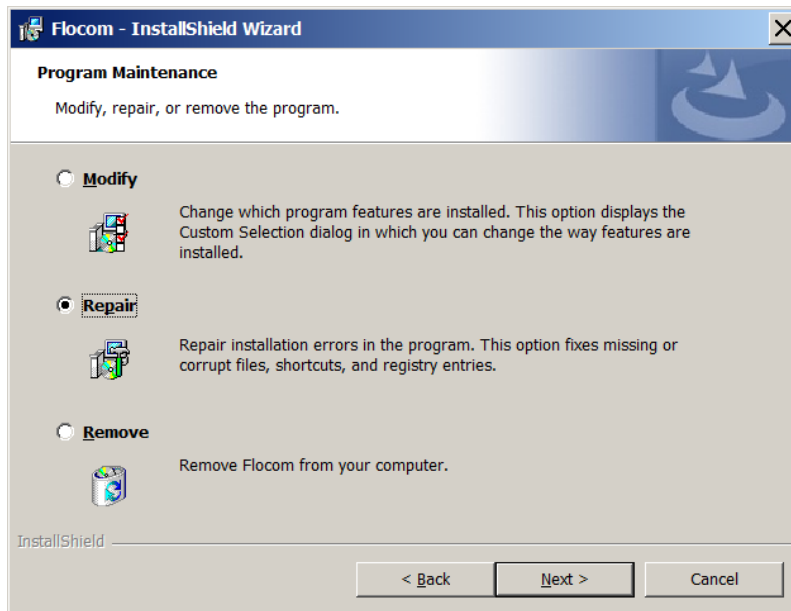 Flocom - InstallShield Wizard
Program Maintenance
Modify, repair, or remove the program.
Modify
Change which program features are installed. This option displays the
Custom Selection dialog in which you can change the way features are
installed.
Repair
Repair installation errors in the program. This option fixes missing or
corrupt files, shortcuts, and registry entries.
Remove
Remove Flocom from your computer.
InstallShield
< Back
Next >
Cancel